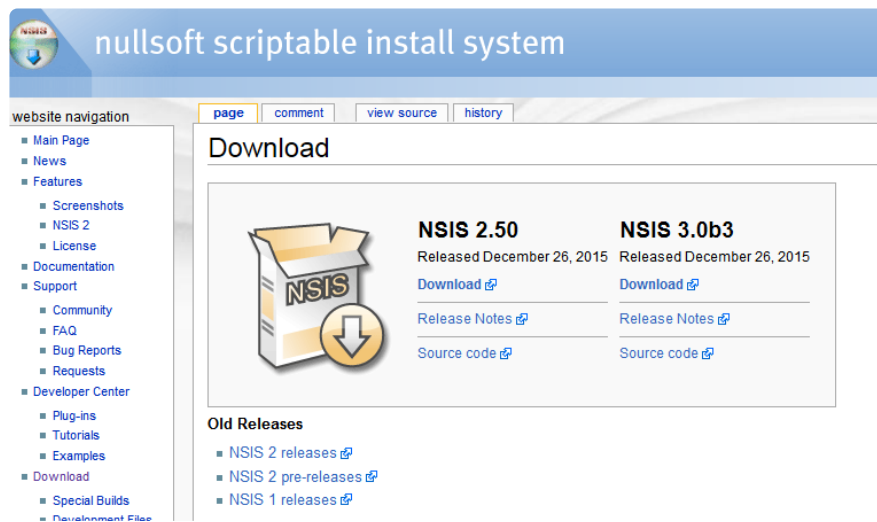 NSIS
nullsoft scriptable install system
website navigation
Main Page
News
Features
Screenshots
NSIS 2
License
Documentation
Support
Community
FAQ
Bug Reports
Requests
Developer Center
Plug-ins
Tutorials
Examples
Download
Special Builds
Development Files
page comment view source history
Download
NSIS
NSIS 2.50
Released December 26, 2015
Download
Release Notes
Source code
NSIS 3.0b3
Released December 26, 2015
Download
Release Notes
Source code
Old Releases
NSIS 2 releases
NSIS 2 pre-releases
NSIS 1 releases